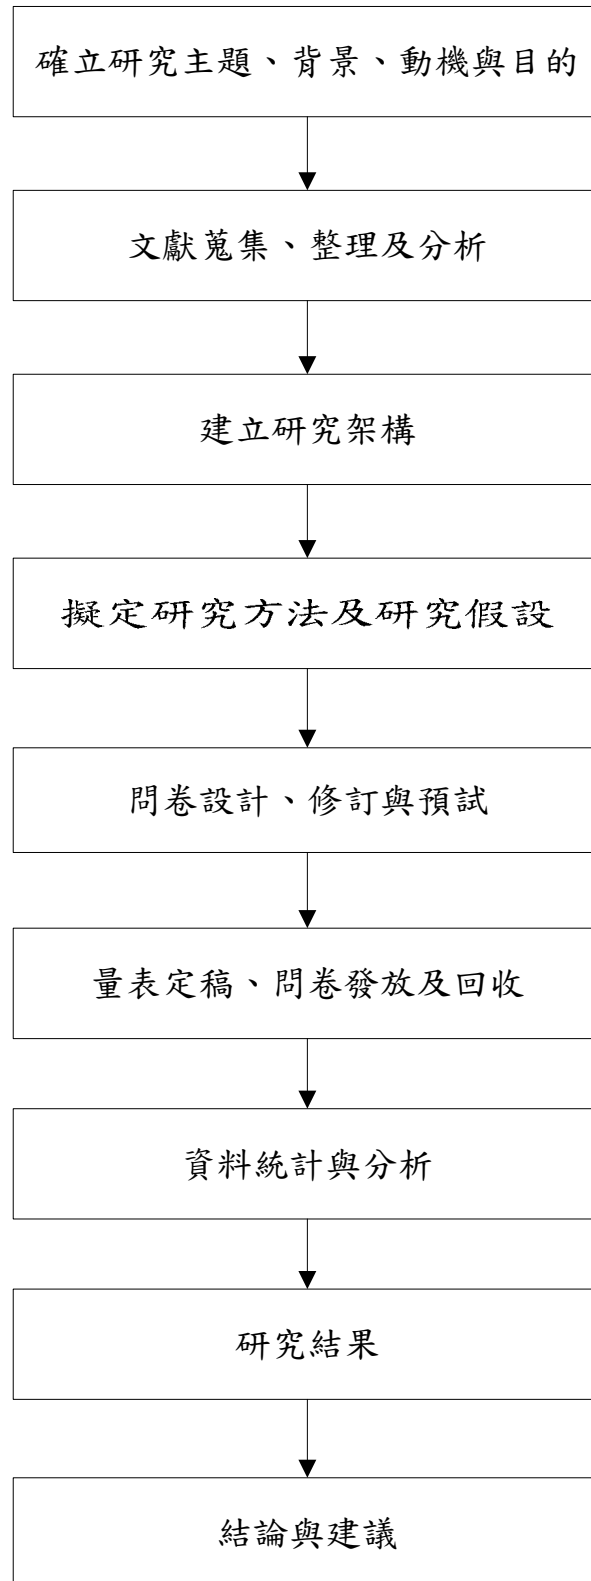 確立研究主題、背景、動機與目的
文獻蒐集、整理及分析
建立研究架構
擬定研究方法及研究假設
問卷設計、修訂與預試
量表定稿、問卷發放及回收
資料統計與分析
研究結果
結論與建議